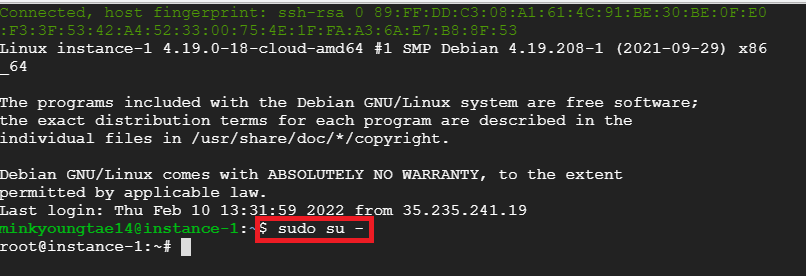 Connected, host fingerprint: ssh-rsa 0 89:FF:DD:C3:08:A1:61:4C:91:BE:30:BE:0F:E0
:F3:3F:53:42:A4:52:33:00:75:4E:1F:FA:A3:6A:E7:B8:8F:53
Linux instance-1 4.19.0-18-cloud-amd64 #1 SMP Debian 4.19.208-1 (2021-09-29) x86
_64
The programs included with the Debian GNU/Linux system are free software;
the exact distribution terms for each program are described in the
individual files in /usr/share/doc/*/copyright.
Debian GNU/Linux comes with ABSOLUTELY NO WARRANTY, to the extent
permitted by applicable law.
Last login: Thu Feb 10 13:31:59 2022 from 35.235.241.19
minkyoungtae14@instance-1:~$ sudo su -
root@instance-1:~#